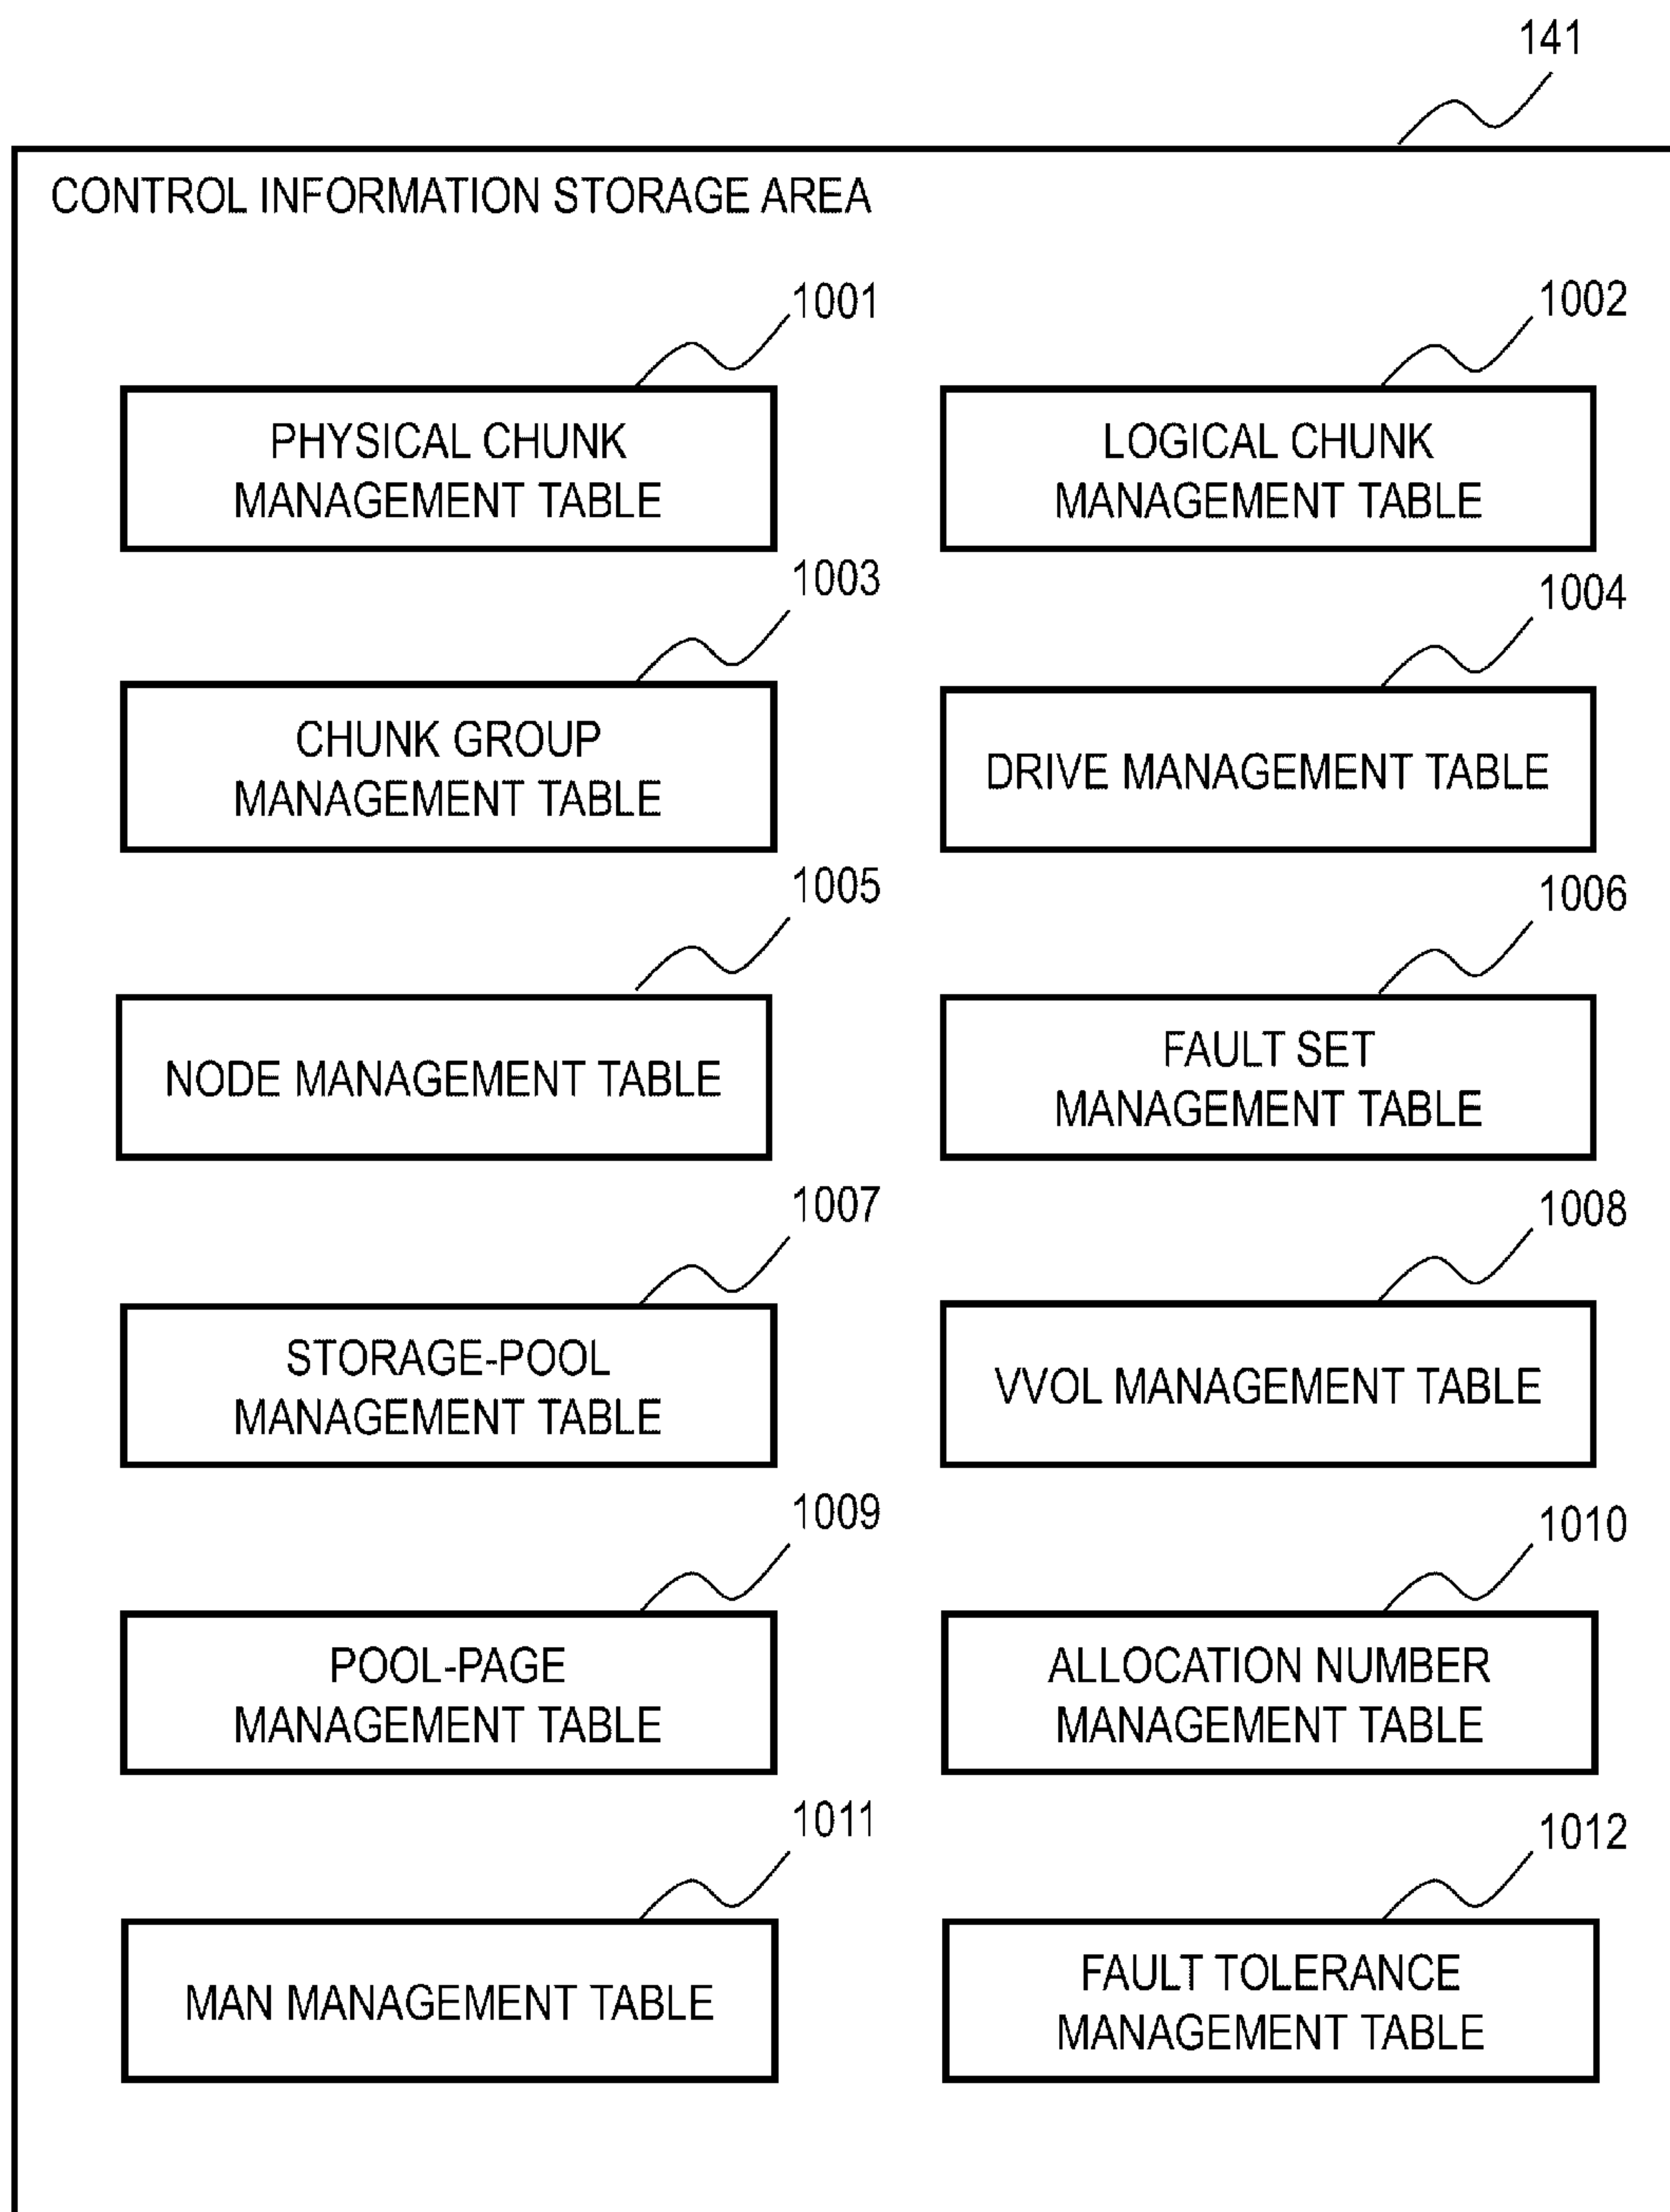 141
CONTROL INFORMATION STORAGE AREA
1001
PHYSICAL CHUNK
MANAGEMENT TABLE
1002
LOGICAL CHUNK
MANAGEMENT TABLE
1003
CHUNK GROUP
MANAGEMENT TABLE
1004
DRIVE MANAGEMENT TABLE
1005
NODE MANAGEMENT TABLE
1006
FAULT SET
MANAGEMENT TABLE
1007
STORAGE-POOL
MANAGEMENT TABLE
1008
VVOL MANAGEMENT TABLE
1009
POOL-PAGE
MANAGEMENT TABLE
1010
ALLOCATION NUMBER
MANAGEMENT TABLE
1011
MAN MANAGEMENT TABLE
1012
FAULT TOLERANCE
MANAGEMENT TABLE